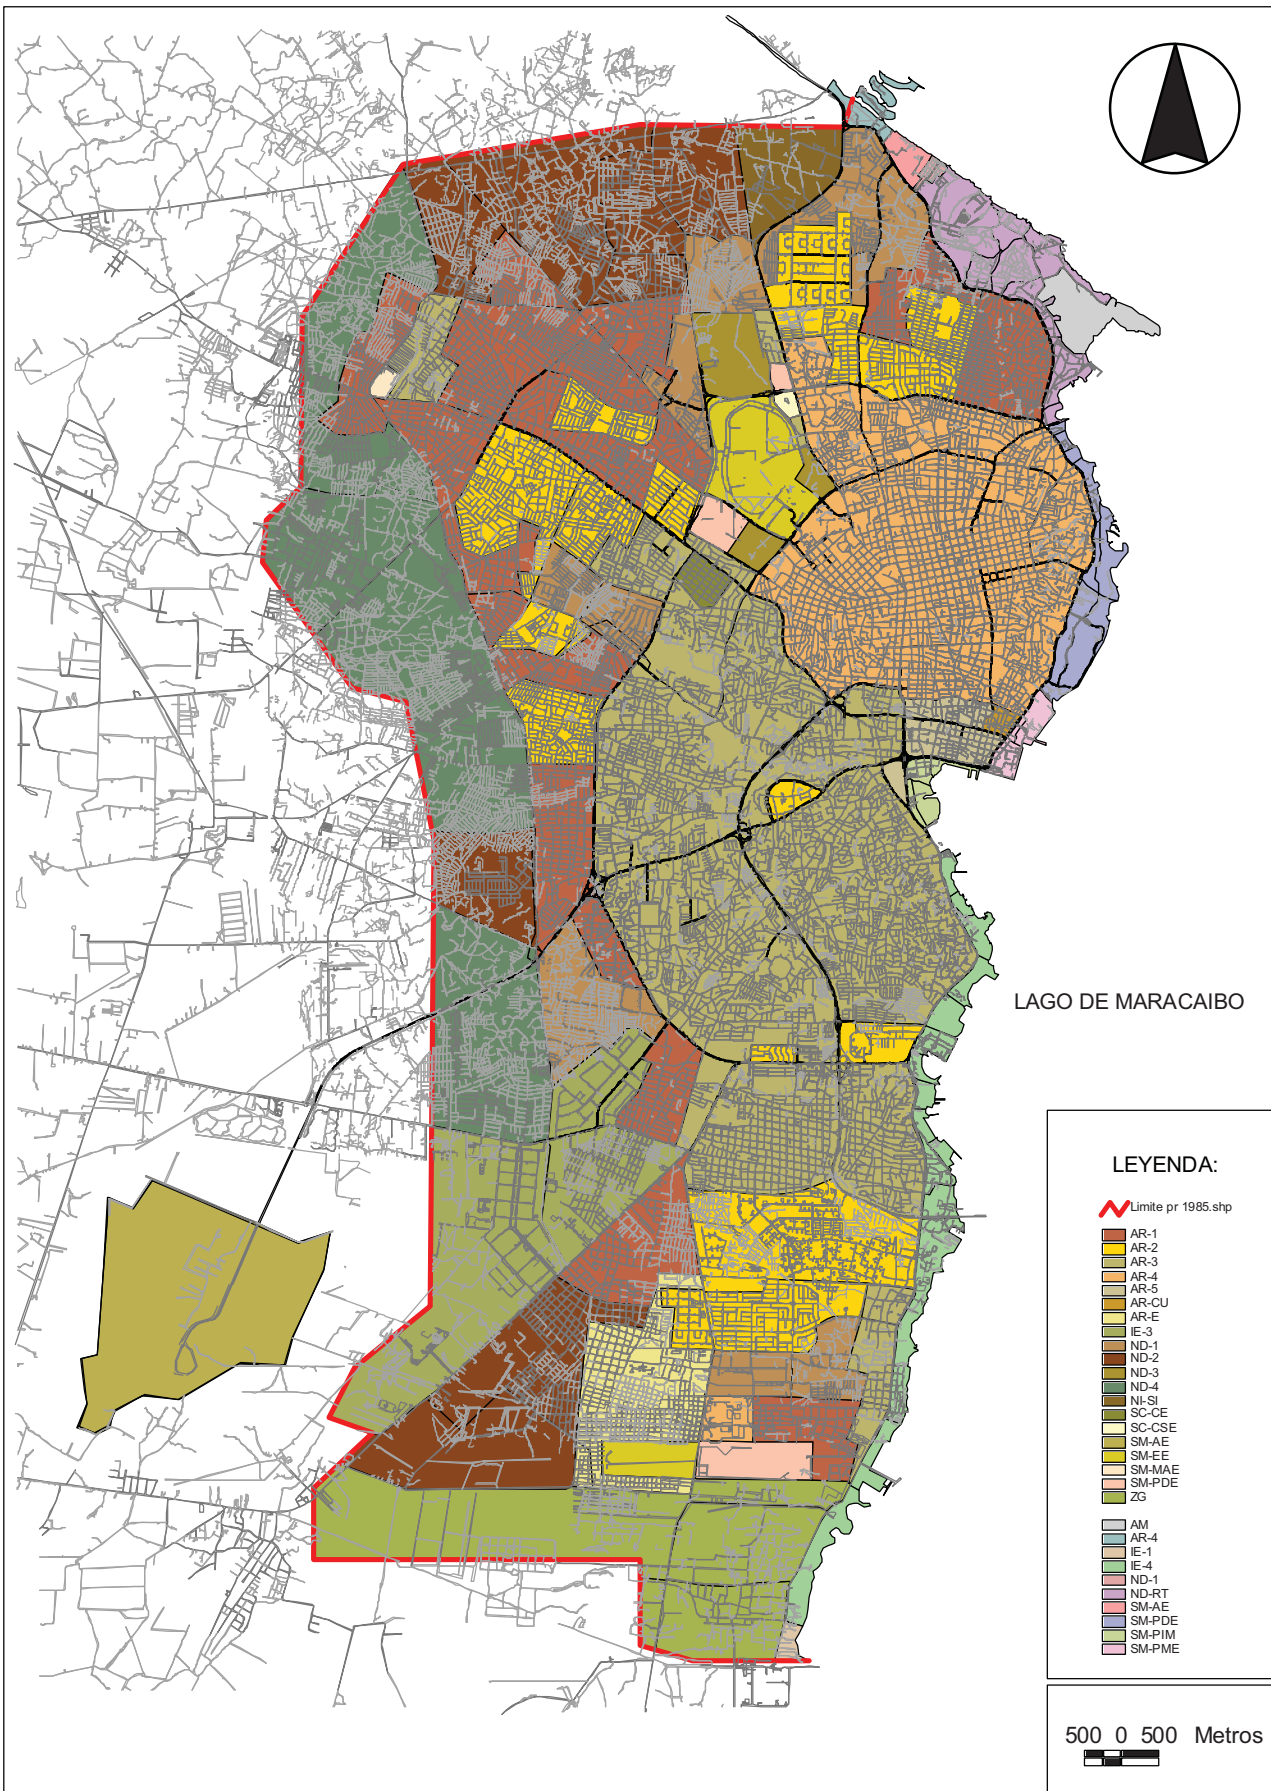 LAGO DE MARACAIBO
LEYENDA:
Limite pr 1985.shp
AR-1
AR-2
AR-3
AR-4
AR-5
AR-CU
AR-E
IE-3
ND-1
ND-2
ND-3
ND-4
NI-SI
SC-CE
SC-CSE
SM-AE
SM-EE
SM-MAE
SM-PDE
ZG
AM
AR-4
IE-1
IE-4
ND-1
ND-RT
SM-AE
SM-PDE
SM-PIM
SM-PME
500 0 500 Metros